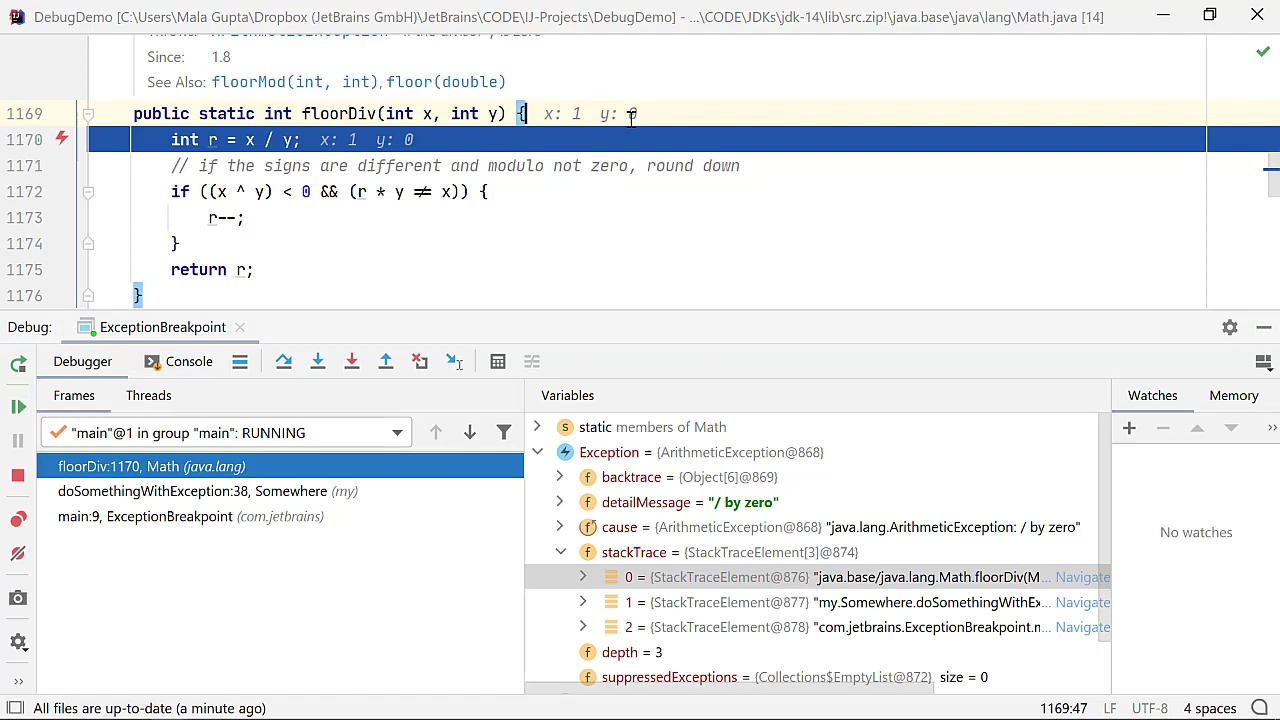 DebugDemo [C:\Users\Mala Gupta\Dropbox (JetBrains GmbH)\JetBrains\CODE\IJ-Projects\DebugDemo] - ...\CODE\JDKs\jdk-14\lib\src.zip!\java.base\java\lang\Math.java [14]
Since: 1.8
See Also: floorMod(int, int), floor(double)
1169 public static int floorDiv(int x, int y) { x: 1 y: 0
1170 int r = x / y; x: 1 y: 0
1171 // if the signs are different and modulo not zero, round down
1172 if ((x ^ y) < 0 && (r * y ≠ x)) {
1173 r--;
1174 }
1175 return r;
1176 }
Debug: ExceptionBreakpoint
Debugger Console
Frames Threads
Variables
Watches Memory
"main"@1 in group "main": RUNNING
floorDiv:1170, Math (java.lang)
doSomethingWithException:38, Somewhere (my)
main:9, ExceptionBreakpoint (com.jetbrains)
static members of Math
Exception = {ArithmeticException@868}
backtrace = {Object[6]@869}
detailMessage = "/ by zero"
cause = {ArithmeticException@868} "java.lang.ArithmeticException: / by zero"
stackTrace = {StackTraceElement[3]@874}
0 = {StackTraceElement@876} "java.base/java.lang.Math.floorDiv(M... Navigate
1 = {StackTraceElement@877} "my.Somewhere.doSomethingWithEx... Navigate
2 = {StackTraceElement@878} "com.jetbrains.ExceptionBreakpoint.m... Navigate
depth = 3
suppressedExceptions = {Collections$EmptyList@872} size = 0
No watches
All files are up-to-date (a minute ago)
1169:47 LF UTF-8 4 spaces